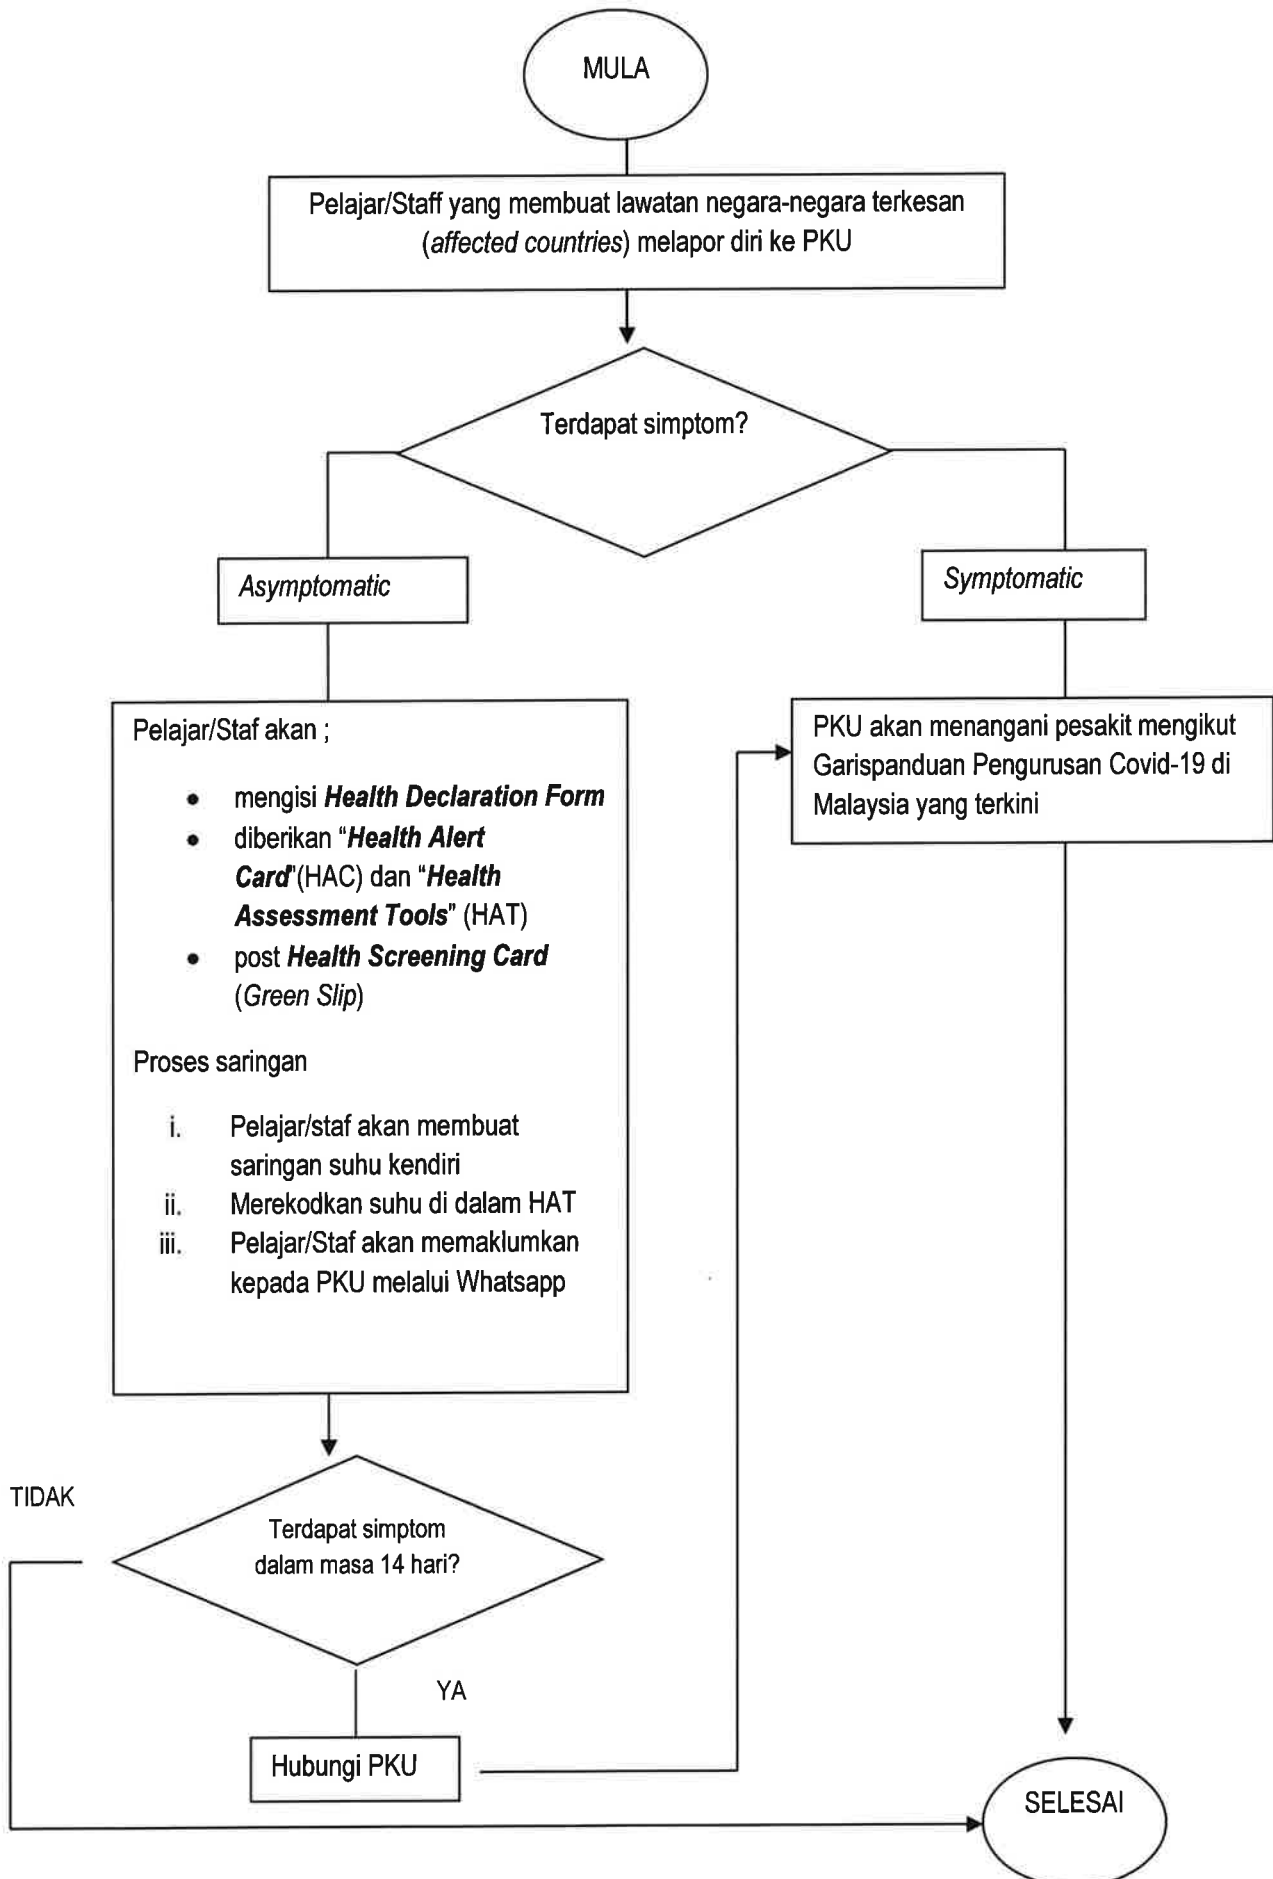 MULA
Pelajar/Staff yang membuat lawatan negara-negara terkesan
(affected countries) melapor diri ke PKU
Terdapat simptom?
Asymptomatic
Symptomatic
Pelajar/Staf akan ;
• mengisi Health Declaration Form
• diberikan “Health Alert
Card”(HAC) dan “Health
Assessment Tools” (HAT)
• post Health Screening Card
(Green Slip)
Proses saringan
i. Pelajar/staf akan membuat
saringan suhu kendiri
ii. Merekodkan suhu di dalam HAT
iii. Pelajar/Staf akan memaklumkan
kepada PKU melalui Whatsapp
PKU akan menangani pesakit mengikut
Garispanduan Pengurusan Covid-19 di
Malaysia yang terkini
TIDAK
Terdapat simptom
dalam masa 14 hari?
YA
Hubungi PKU
SELESAI